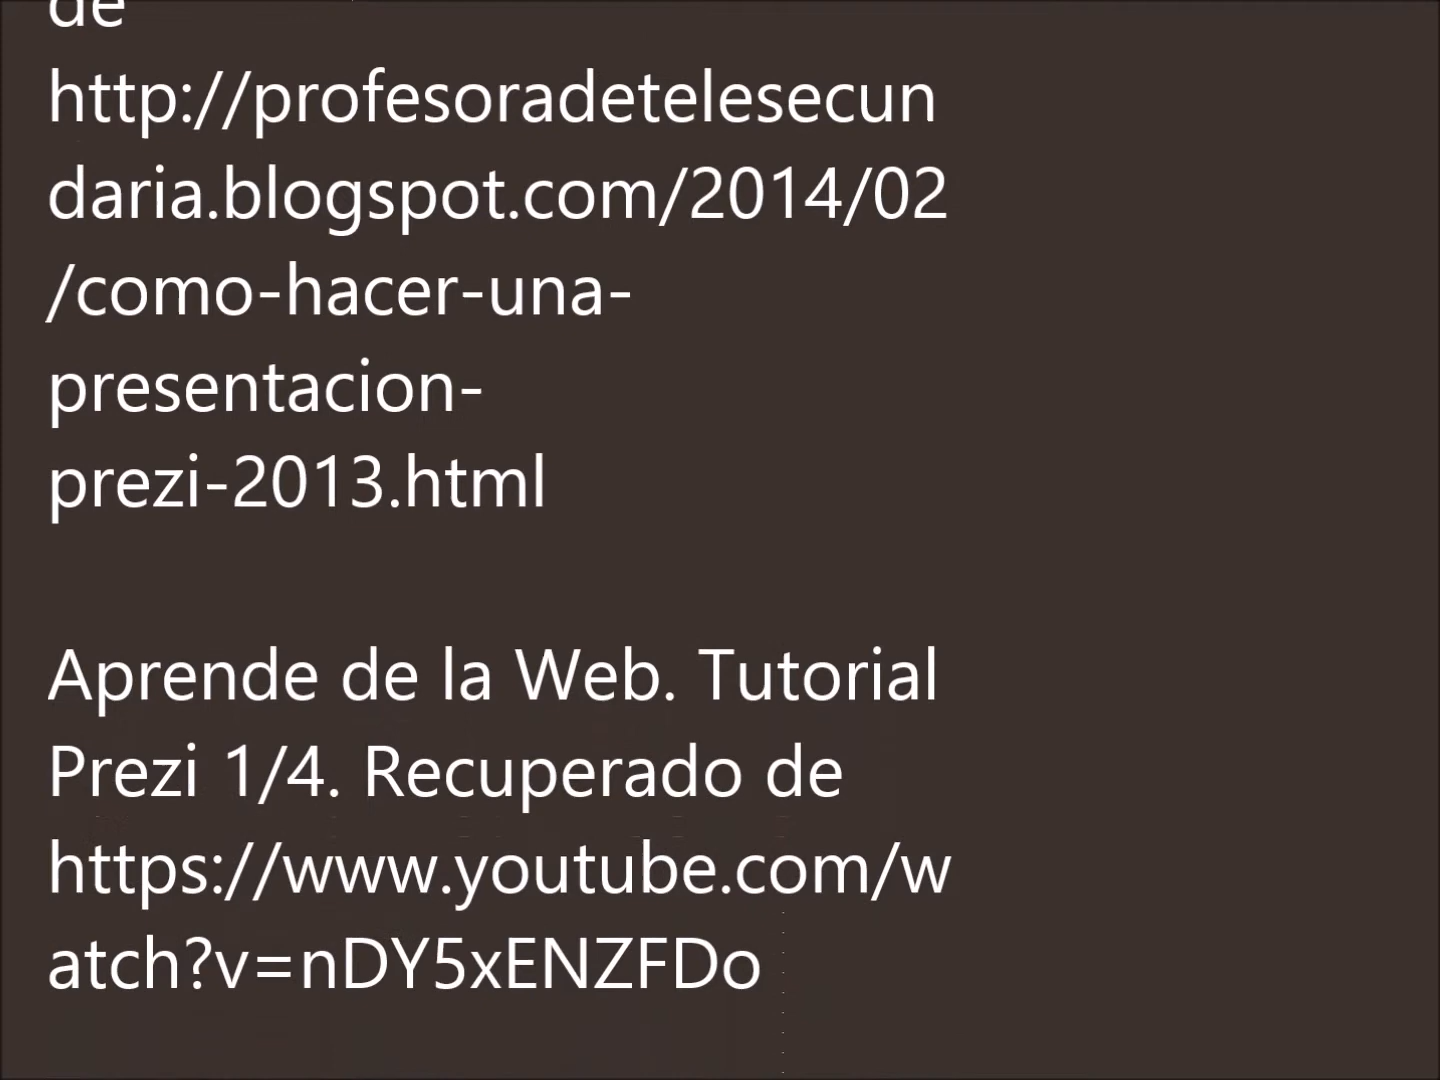 de
http://profesoradetelesecun
daria.blogspot.com/2014/02
/como-hacer-una-
presentacion-
prezi-2013.html
Aprende de la Web. Tutorial
Prezi 1/4. Recuperado de
https://www.youtube.com/w
atch?v=nDY5xENZFDo